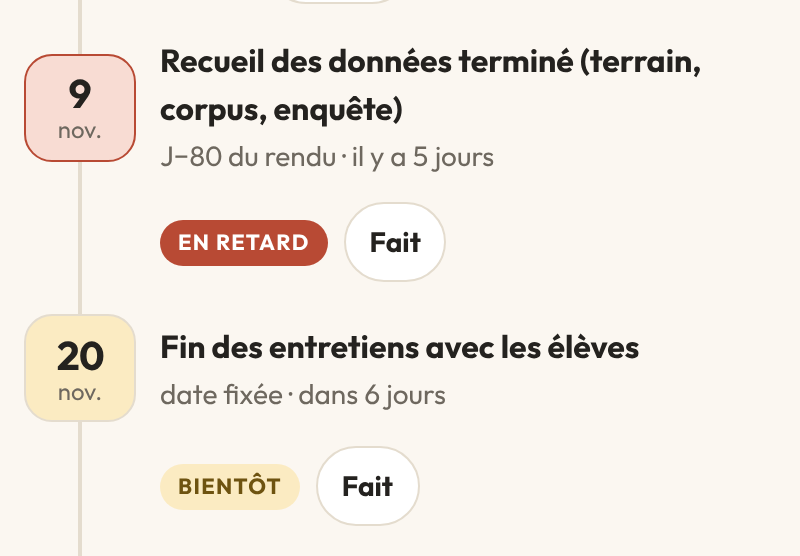 9
nov.
Recueil des données terminé (terrain,
corpus, enquête)
J−80 du rendu · il y a 5 jours
EN RETARD
Fait
20
nov.
Fin des entretiens avec les élèves
date fixée · dans 6 jours
BIENTÔT
Fait